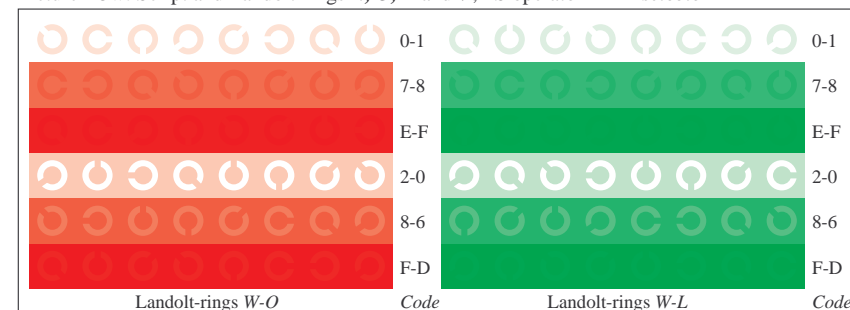 0-1 0-1
7-8 7-8
E-F E-F
2-0 2-0
8-6 8-6
F-D F-D
Landolt-rings W-O Code Landolt-rings W-L Code